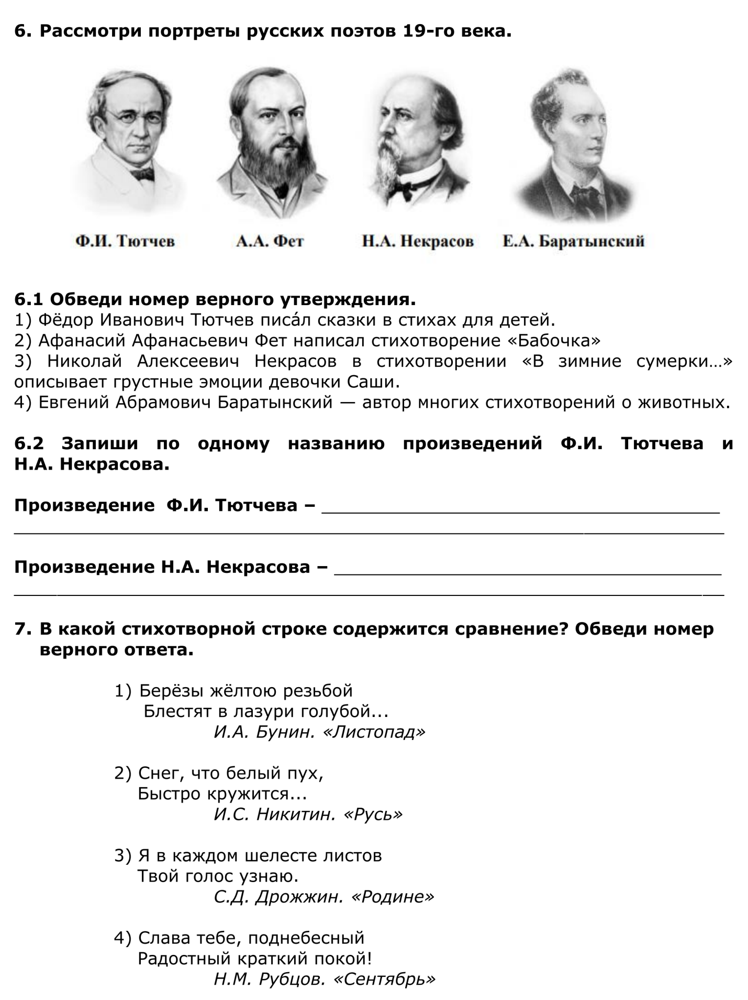 6. Рассмотри портреты русских поэтов 19-го века.
Ф.И. Тютчев А.А. Фет Н.А. Некрасов Е.А. Баратынский
6.1 Обведи номер верного утверждения.
1) Фёдор Иванович Тютчев писа́л сказки в стихах для детей.
2) Афанасий Афанасьевич Фет написал стихотворение «Бабочка»
3) Николай Алексеевич Некрасов в стихотворении «В зимние сумерки…»
описывает грустные эмоции девочки Саши.
4) Евгений Абрамович Баратынский — автор многих стихотворений о животных.
6.2 Запиши по одному названию произведений Ф.И. Тютчева и
Н.А. Некрасова.
Произведение Ф.И. Тютчева –
Произведение Н.А. Некрасова –
7. В какой стихотворной строке содержится сравнение? Обведи номер
верного ответа.
1) Берёзы жёлтою резьбой
Блестят в лазури голубой...
И.А. Бунин. «Листопад»
2) Снег, что белый пух,
Быстро кружится...
И.С. Никитин. «Русь»
3) Я в каждом шелесте листов
Твой голос узнаю.
С.Д. Дрожжин. «Родине»
4) Слава тебе, поднебесный
Радостный краткий покой!
Н.М. Рубцов. «Сентябрь»